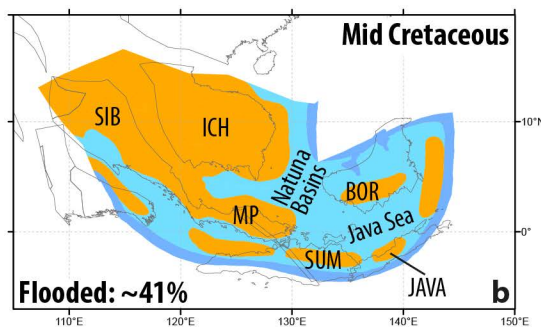 Mid Cretaceous
SIB
ICH
10°
Natuna
Basins
BOR
MP
Java Sea
0°
SUM
JAVA
Flooded: ~41%
b
110°E
120°E
130°E
140°E
150°E